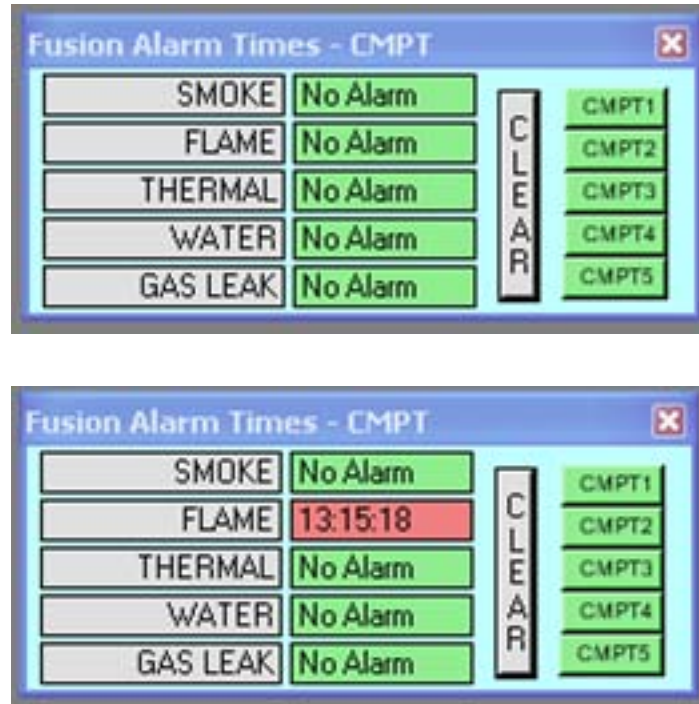 Fusion Alarm Times - CMPT
SMOKE No Alarm
FLAME No Alarm
THERMAL No Alarm
WATER No Alarm
GAS LEAK No Alarm
CLEAR
CMPT1
CMPT2
CMPT3
CMPT4
CMPT5
Fusion Alarm Times - CMPT
SMOKE No Alarm
FLAME 13:15:18
THERMAL No Alarm
WATER No Alarm
GAS LEAK No Alarm
CLEAR
CMPT1
CMPT2
CMPT3
CMPT4
CMPT5